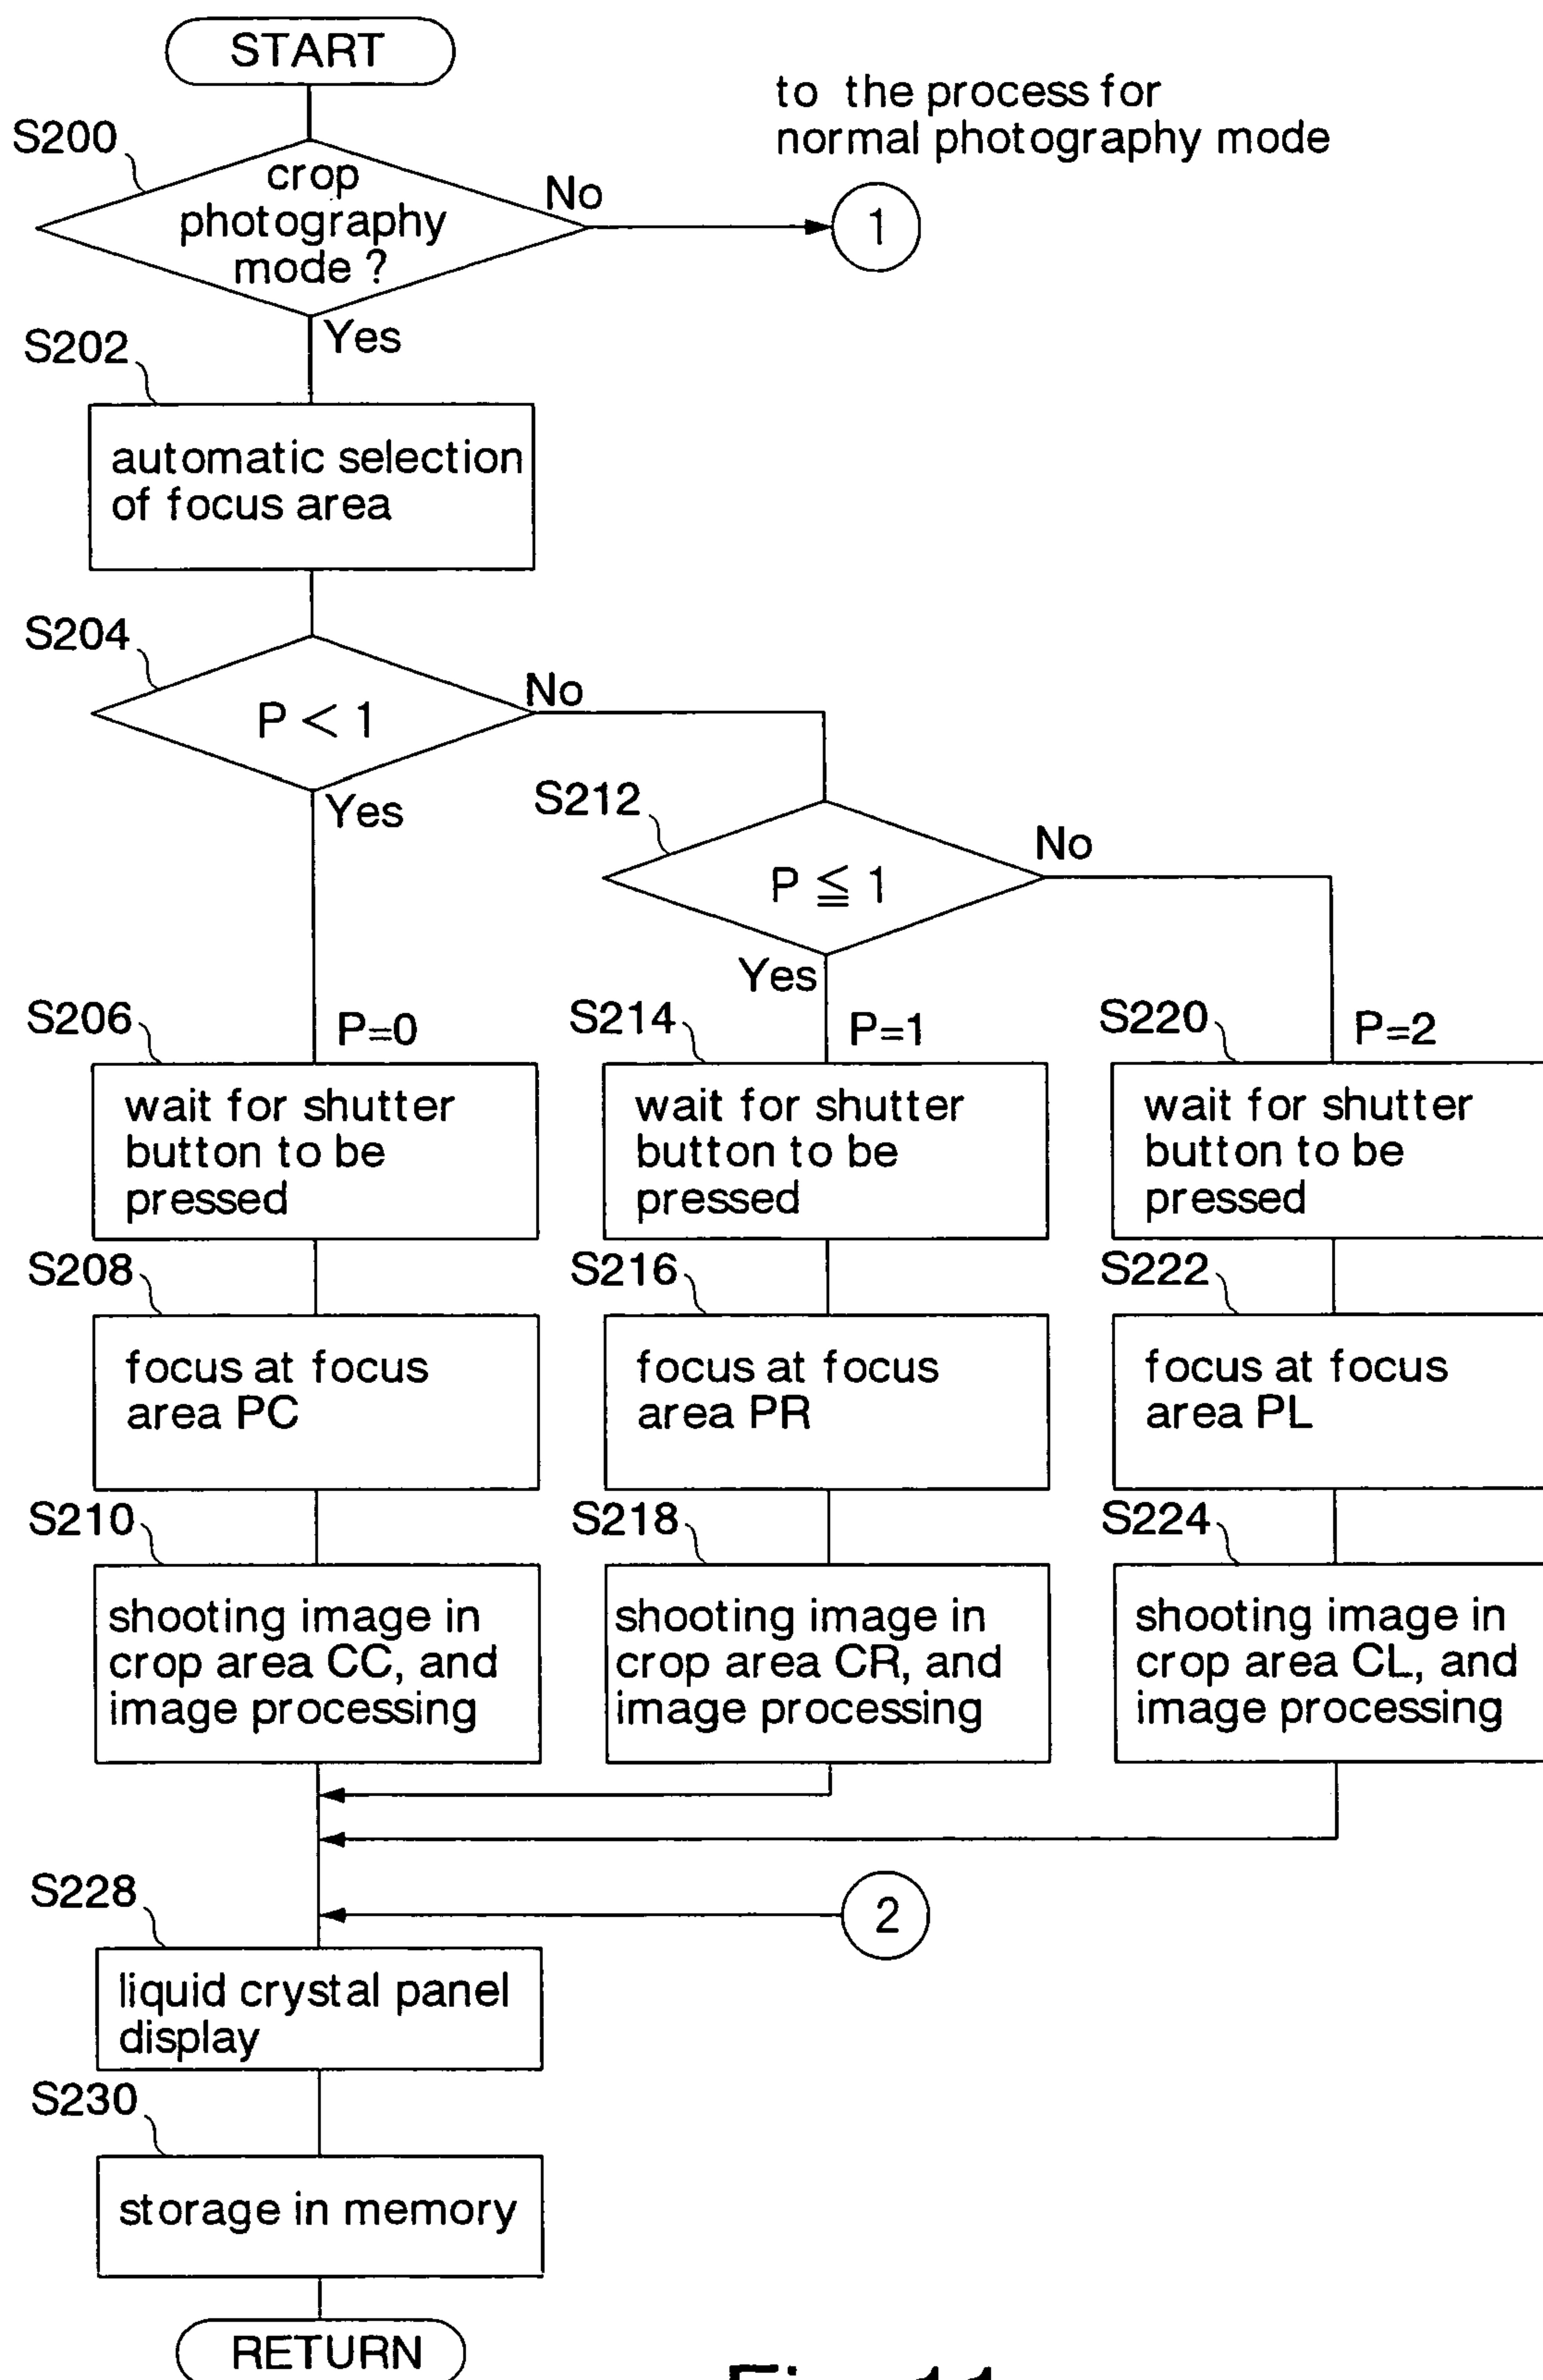 START
to the process for
normal photography mode
S200
crop
photography
mode ?
No
1
Yes
S202
automatic selection
of focus area
S204
P < 1
No
Yes
S212
P ≦ 1
No
Yes
S206
P=0
wait for shutter
button to be
pressed
S208
focus at focus
area PC
S210
shooting image in
crop area CC, and
image processing
S214
P=1
wait for shutter
button to be
pressed
S216
focus at focus
area PR
S218
shooting image in
crop area CR, and
image processing
S220
P=2
wait for shutter
button to be
pressed
S222
focus at focus
area PL
S224
shooting image in
crop area CL, and
image processing
2
S228
liquid crystal panel
display
S230
storage in memory
RETURN